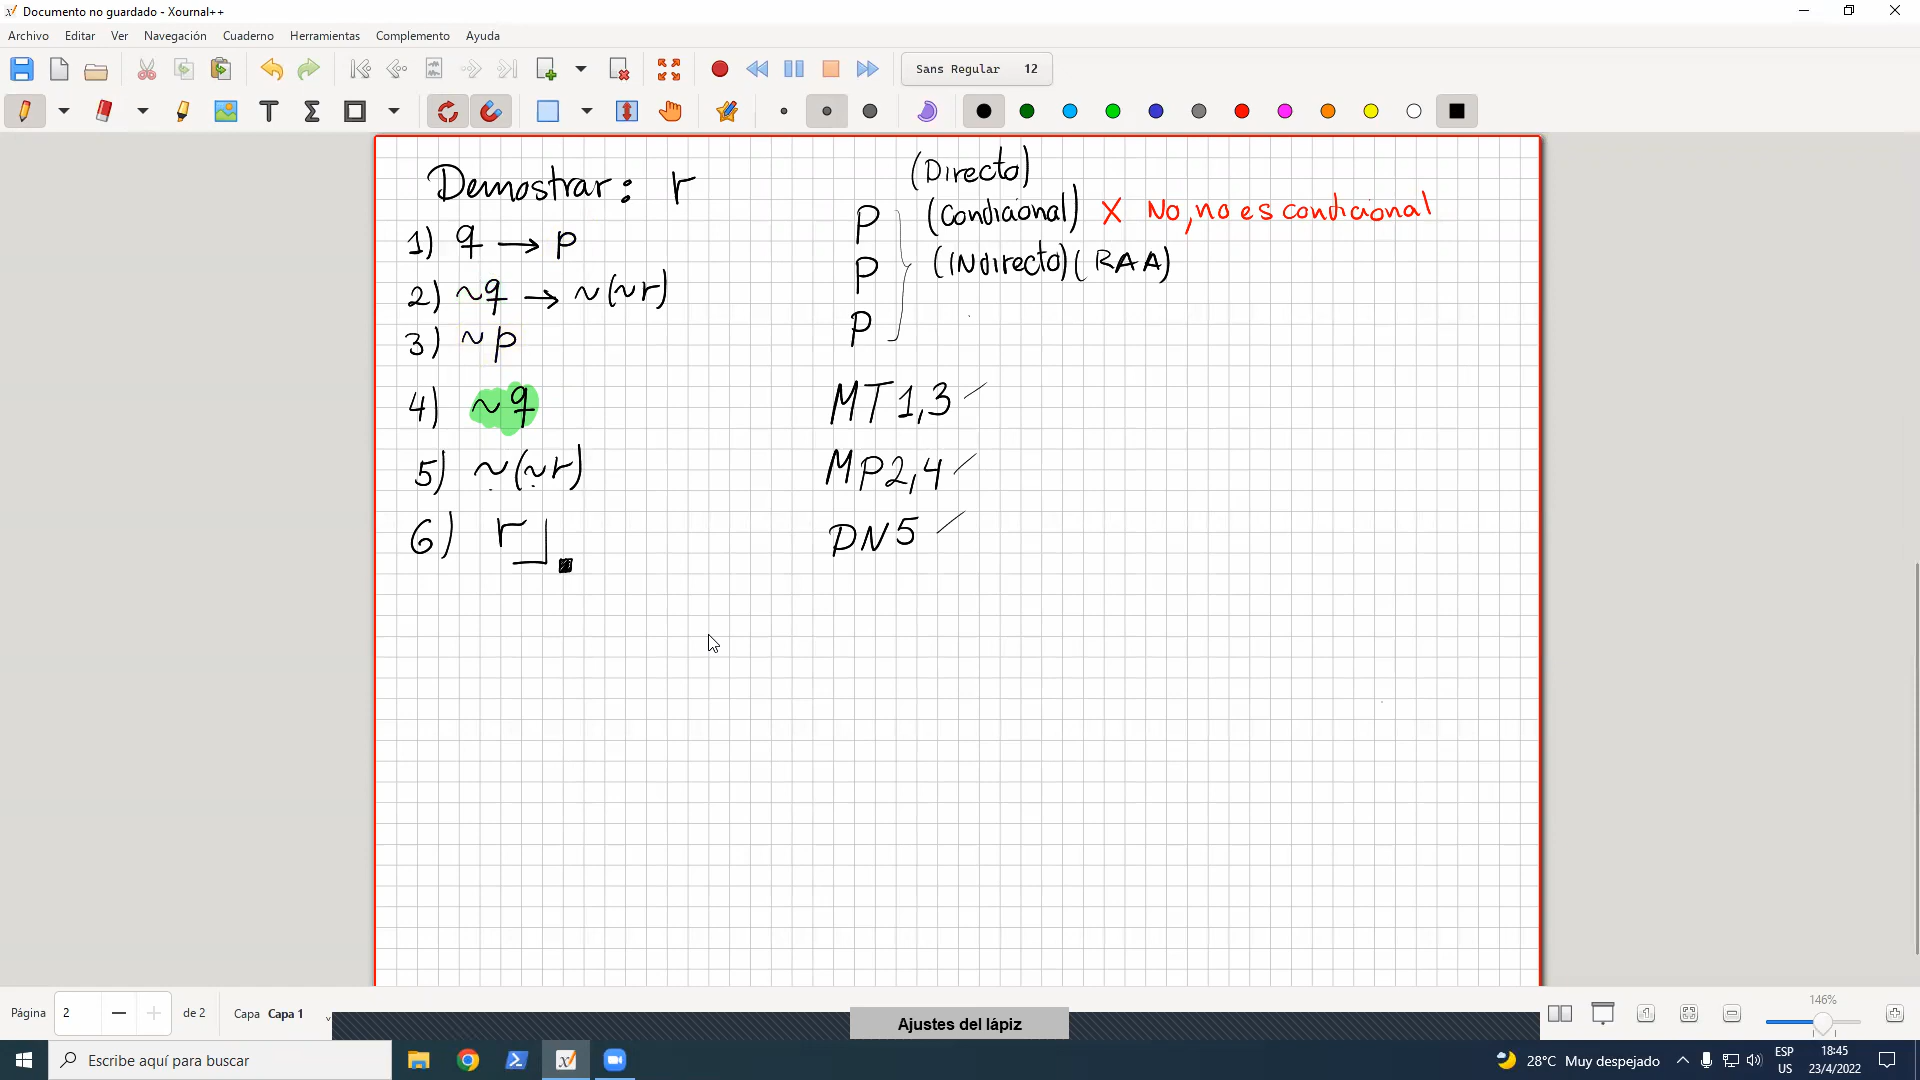 Documento no guardado - Xournal++
Archivo Editar Ver Navegación Cuaderno Herramientas Complemento Ayuda
Sans Regular 12
Demostrar: r
(Directo)
(Condicional) X No, no es condicional
(INdirecto) (RAA)
1) q → p P
2) ~q → ~(~r) P
3) ~p P
4) ~q MT 1,3
5) ~(~r) MP 2,4
6) r DN 5
Página 2 de 2 Capa Capa 1
146%
Ajustes del lápiz
Escribe aquí para buscar
28°C Muy despejado
ESP
US
18:45
23/4/2022